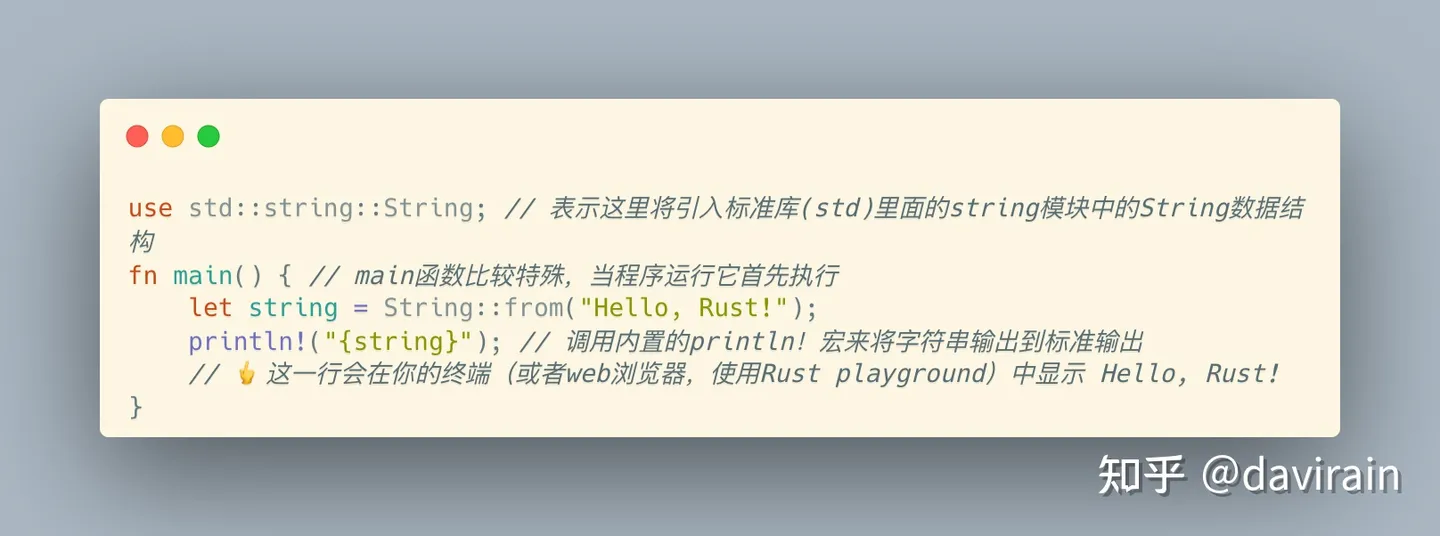 use std::string::String; // 表示这里将引入标准库(std)里面的string模块中的String数据结
构
fn main() { // main函数比较特殊，当程序运行它首先执行
    let string = String::from("Hello, Rust!");
    println!("{string}"); // 调用内置的println! 宏来将字符串输出到标准输出
    // 👆 这一行会在你的终端（或者web浏览器，使用Rust playground）中显示 Hello, Rust!
}
知乎 @davirain